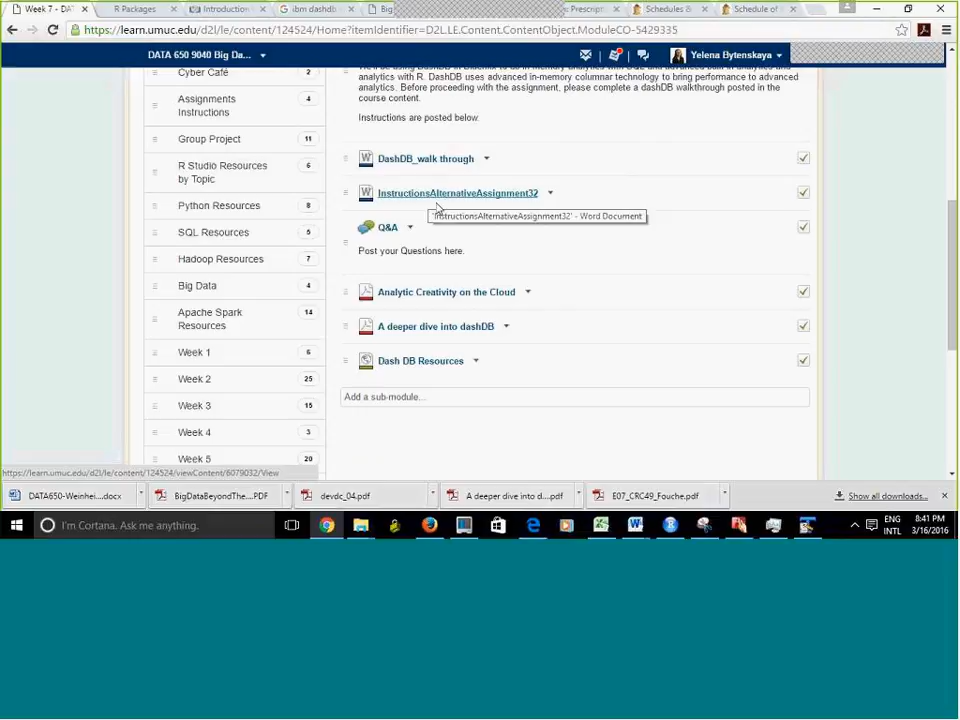 Week 7 - DAT
R Packages
Introduction
ibm dashdb
Big
Prescript
Schedules &
Schedule of
https://learn.umuc.edu/d2l/le/content/124524/Home?itemIdentifier=D2L.LE.Content.ContentObject.ModuleCO-5429335
DATA 650 9040 Big Da...
Yelena Bytenskaya
Cyber Café 2
Assignments Instructions 4
Group Project 11
R Studio Resources by Topic 6
Python Resources 8
SQL Resources 5
Hadoop Resources 7
Big Data 4
Apache Spark Resources 14
Week 1 6
Week 2 25
Week 3 15
Week 4 3
Week 5 20
analytics with R. DashDB uses advanced in-memory columnar technology to bring performance to advanced
analytics. Before proceeding with the assignment, please complete a dashDB walkthrough posted in the
course content.
Instructions are posted below.
DashDB_walk through
InstructionsAlternativeAssignment32
'InstructionsAlternativeAssignment32' - Word Document
Q&A
Post your Questions here.
Analytic Creativity on the Cloud
A deeper dive into dashDB
Dash DB Resources
Add a sub-module...
https://learn.umuc.edu/d2l/le/content/124524/viewContent/6079032/View
DATA650-Weinhei....docx
BigDataBeyondThe....PDF
devdc_04.pdf
A deeper dive into d....pdf
E07_CRC49_Fouche.pdf
Show all downloads...
I'm Cortana. Ask me anything.
ENG
INTL
8:41 PM
3/16/2016